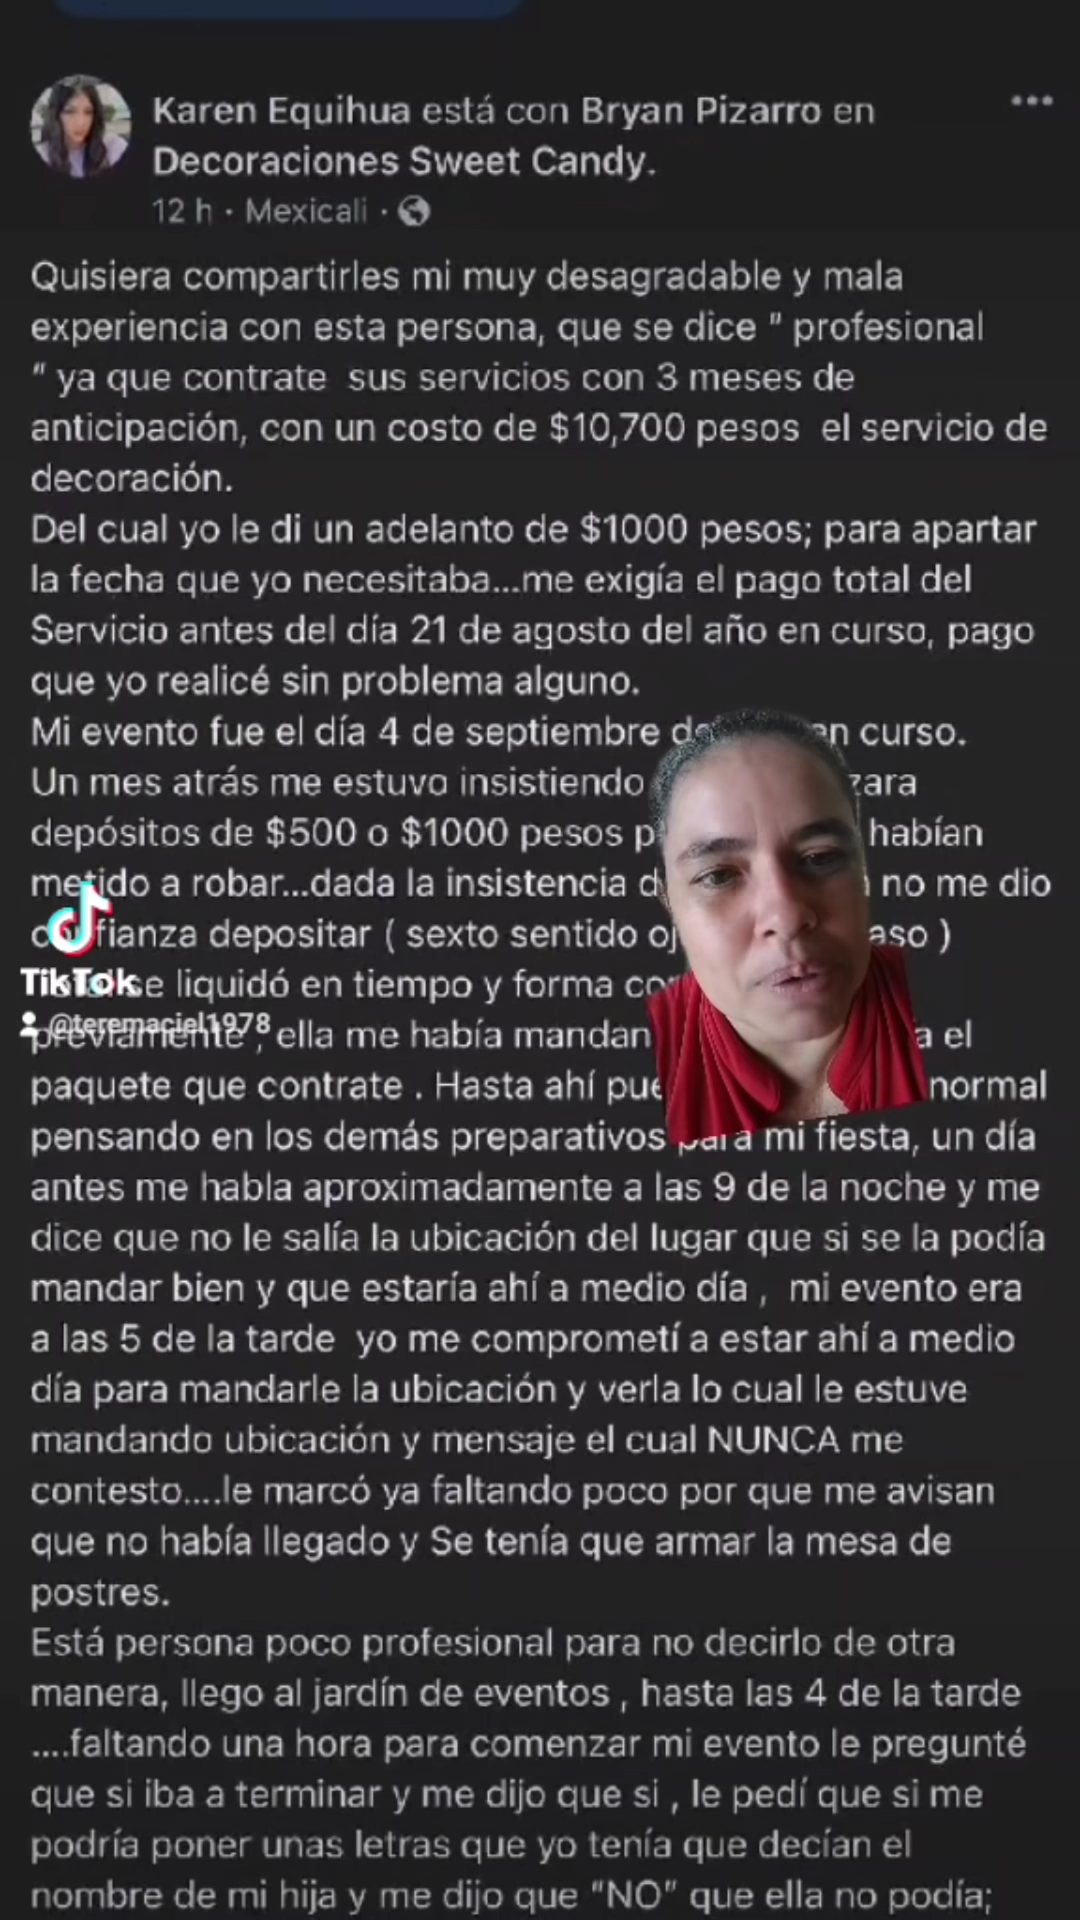 Karen Equihua está con Bryan Pizarro en
Decoraciones Sweet Candy.
12 h · Mexicali ·
Quisiera compartirles mi muy desagradable y mala
experiencia con esta persona, que se dice " profesional
" ya que contrate sus servicios con 3 meses de
anticipación, con un costo de $10,700 pesos el servicio de
decoración.
Del cual yo le di un adelanto de $1000 pesos; para apartar
la fecha que yo necesitaba...me exigía el pago total del
Servicio antes del día 21 de agosto del año en curso, pago
que yo realicé sin problema alguno.
Mi evento fue el día 4 de septiembre en curso.
Un mes atrás me estuvo insistiendo
depósitos de $500 o $1000 pesos habían
metido a robar...dada la insistencia no me dio
confianza depositar ( sexto sentido
se liquidó en tiempo y forma
previamente , ella me había el
paquete que contrate . Hasta ahí normal
pensando en los demás preparativos para mi fiesta, un día
antes me habla aproximadamente a las 9 de la noche y me
dice que no le salía la ubicación del lugar que si se la podía
mandar bien y que estaría ahí a medio día , mi evento era
a las 5 de la tarde yo me comprometí a estar ahí a medio
día para mandarle la ubicación y verla lo cual le estuve
mandando ubicación y mensaje el cual NUNCA me
contesto....le marcó ya faltando poco por que me avisan
que no había llegado y Se tenía que armar la mesa de
postres.
Está persona poco profesional para no decirlo de otra
manera, llego al jardín de eventos , hasta las 4 de la tarde
....faltando una hora para comenzar mi evento le pregunté
que si iba a terminar y me dijo que si , le pedí que si me
podría poner unas letras que yo tenía que decían el
nombre de mi hija y me dijo que "NO" que ella no podía;
TikTok
@teremaciel1978